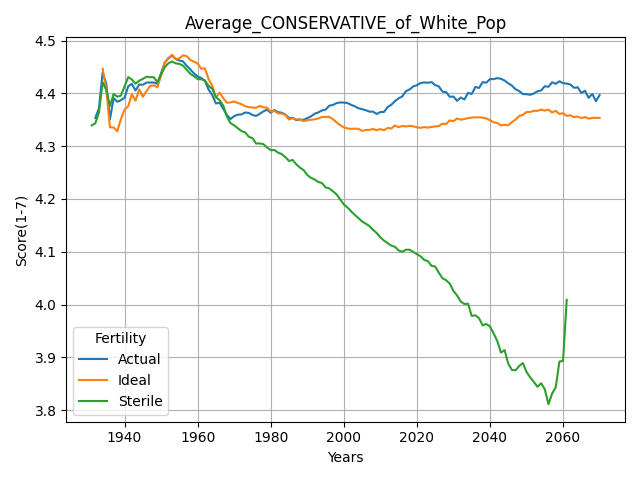 Average_CONSERVATIVE_of_White_Pop
4.5
4.4
4.3
4.2
4.1
4.0
3.9
3.8
Score(1-7)
Fertility
Actual
Ideal
Sterile
1940 1960 1980 2000 2020 2040 2060
Years